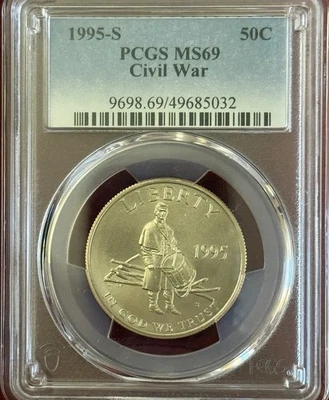 1995-S 50C
PCGS MS69
Civil War
9698.69/49685032
LIBERTY
1995
IN GOD WE TRUST